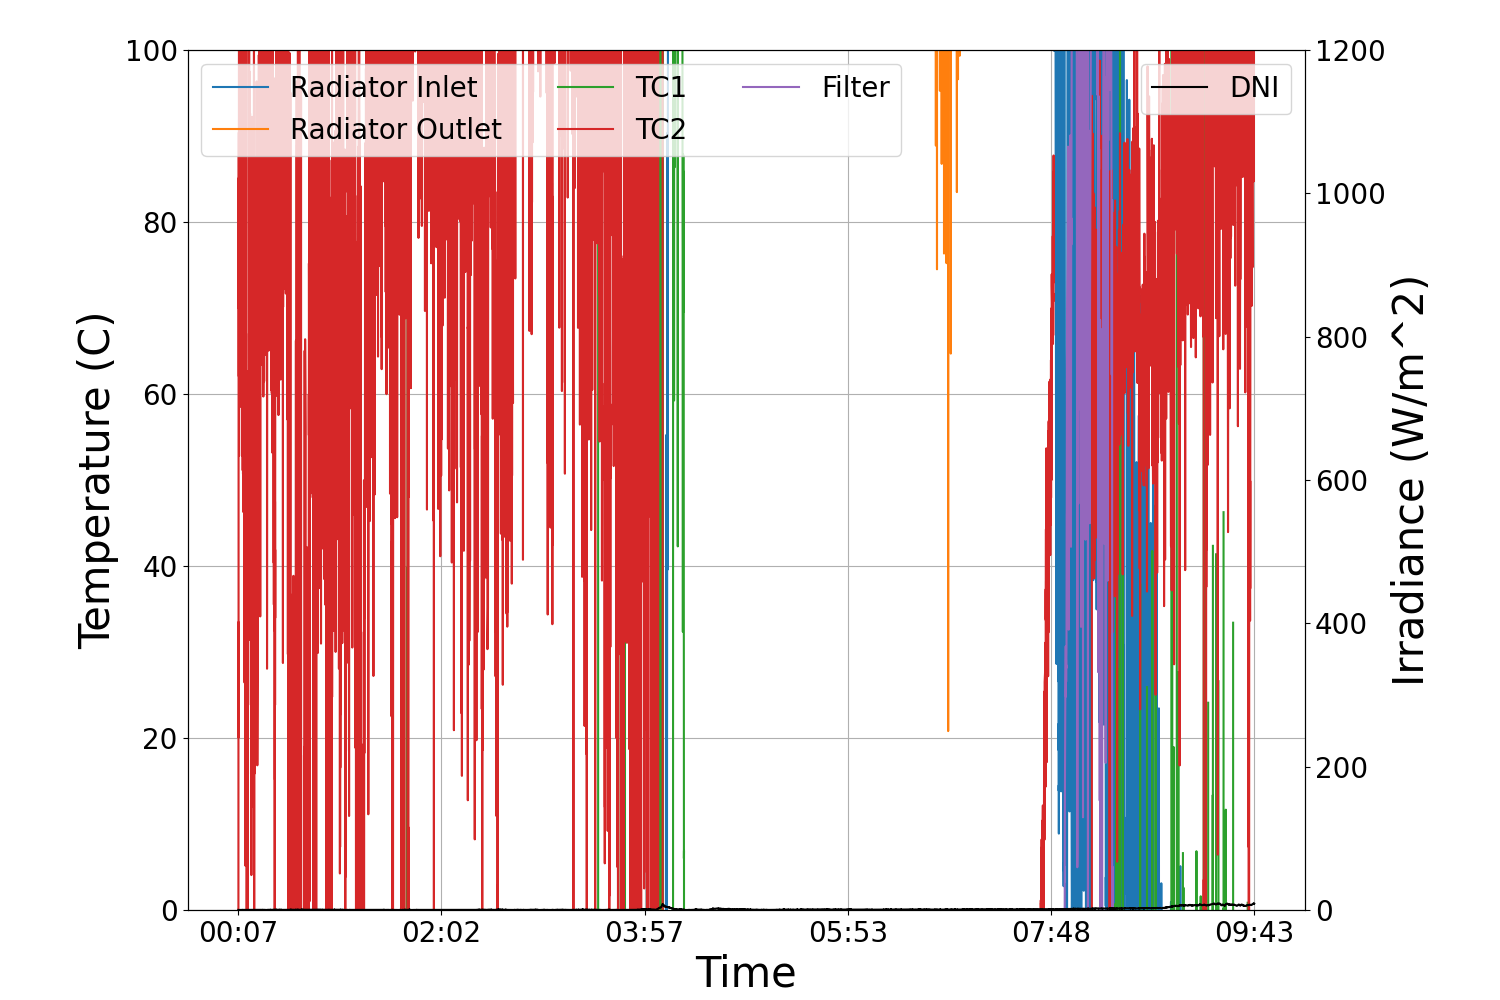 100
80
60
40
20
0
Temperature (C)
Radiator Inlet
Radiator Outlet
TC1
TC2
Filter
DNI
1200
1000
800
600
400
200
0
Irradiance (W/m^2)
00:07 02:02 03:57 05:53 07:48 09:43
Time